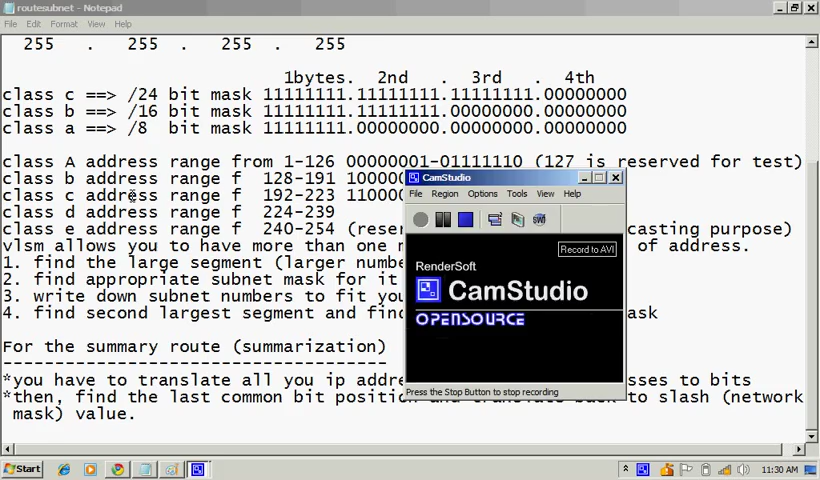 routesubnet - Notepad
File Edit Format View Help
255 . 255 . 255 . 255
1bytes. 2nd . 3rd . 4th
class c ==> /24 bit mask 11111111.11111111.11111111.00000000
class b ==> /16 bit mask 11111111.11111111.00000000.00000000
class a ==> /8 bit mask 11111111.00000000.00000000.00000000
class A address range from 1-126 00000001-01111110 (127 is reserved for test)
class b address range f 128-191 10000
class c address range f 192-223 11000
class d address range f 224-239
class e address range f 240-254 (reser casting purpose)
vlsm allows you to have more than one m of address.
1. find the large segment (larger number
2. find appropriate subnet mask for it
3. write down subnet numbers to fit you
4. find second largest segment and find mask
For the summary route (summarization)
----------------------------------------------
*you have to translate all you ip addre sses to bits
*then, find the last common bit position and translate back to slash (network
mask) value.
CamStudio
File Region Options Tools View Help
SWF
Record to AVI
RenderSoft
CamStudio
OPENSOURCE
Press the Stop Button to stop recording
Start
11:30 AM